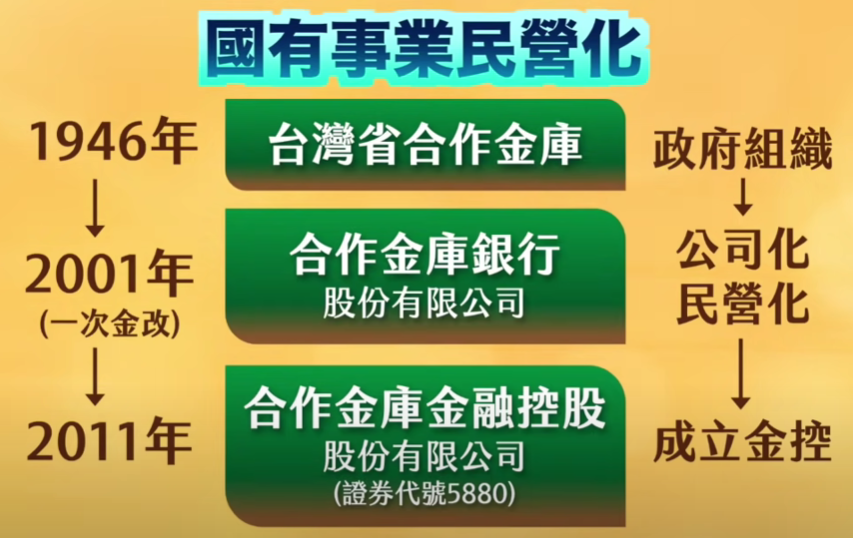 國有事業民營化
1946年
台灣省合作金庫
政府組織
2001年
(一次金改)
合作金庫銀行
股份有限公司
公司化
民營化
2011年
合作金庫金融控股
股份有限公司
(證券代號5880)
成立金控